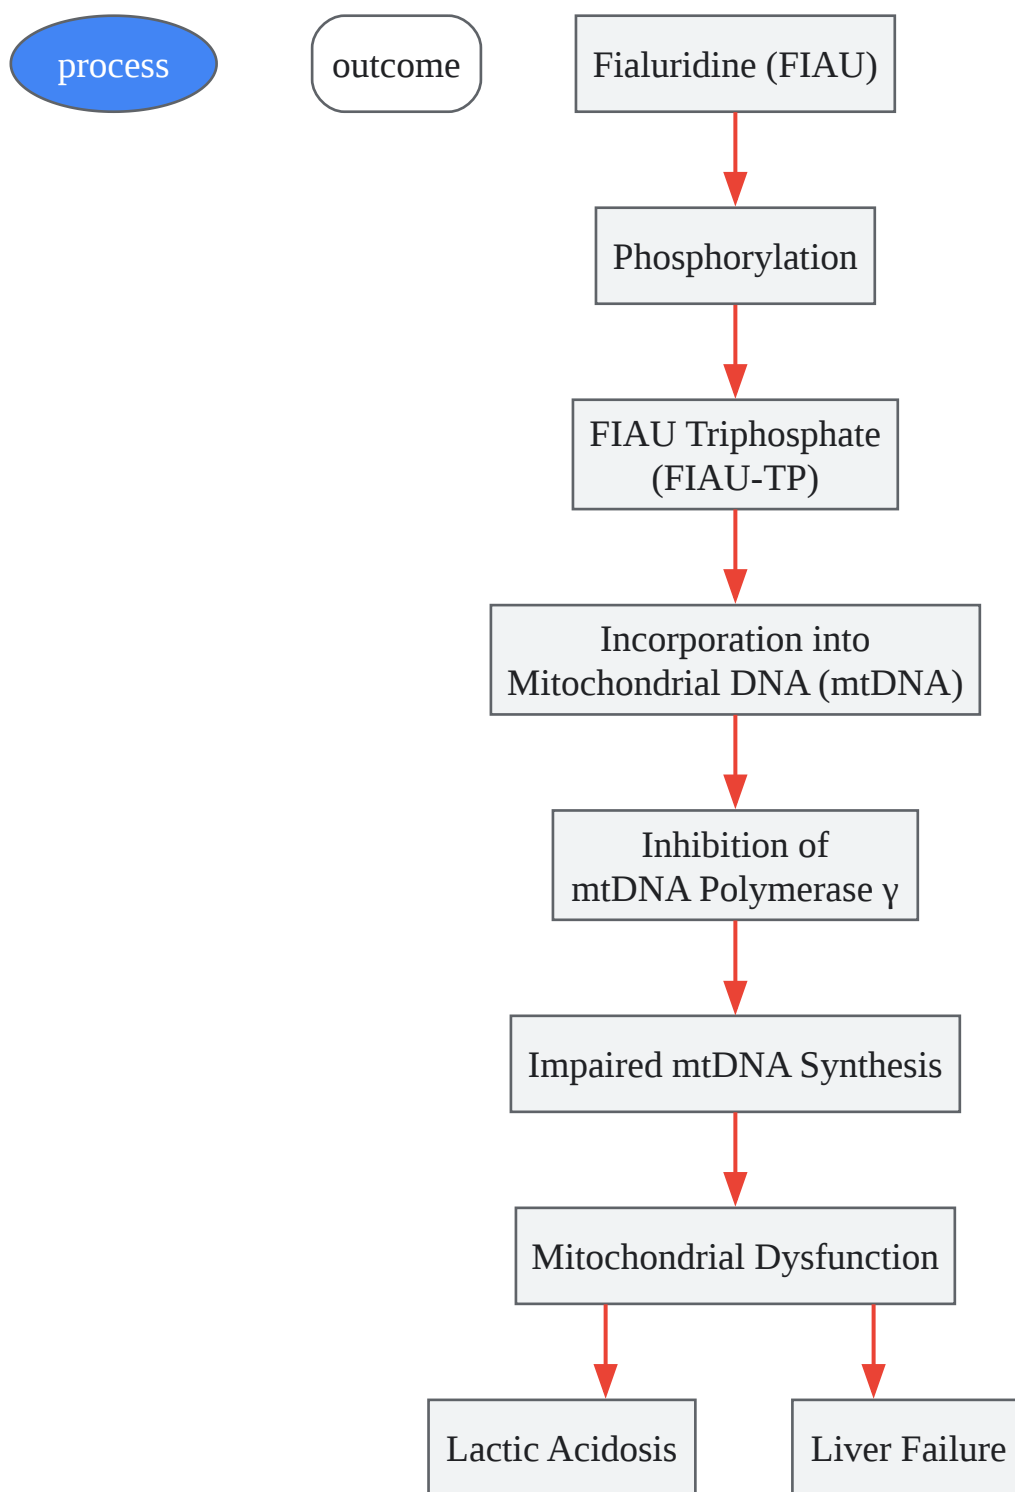 process
outcome
Fialuridine (FIAU)
Phosphorylation
FIAU Triphosphate
(FIAU-TP)
Incorporation into
Mitochondrial DNA (mtDNA)
Inhibition of
mtDNA Polymerase γ
Impaired mtDNA Synthesis
Mitochondrial Dysfunction
Lactic Acidosis
Liver Failure